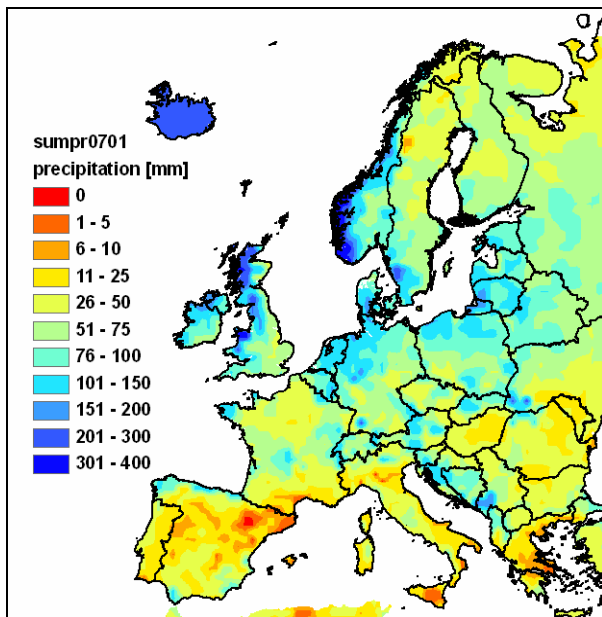 sumpr0701
precipitation [mm]
0
1 - 5
6 - 10
11 - 25
26 - 50
51 - 75
76 - 100
101 - 150
151 - 200
201 - 300
301 - 400